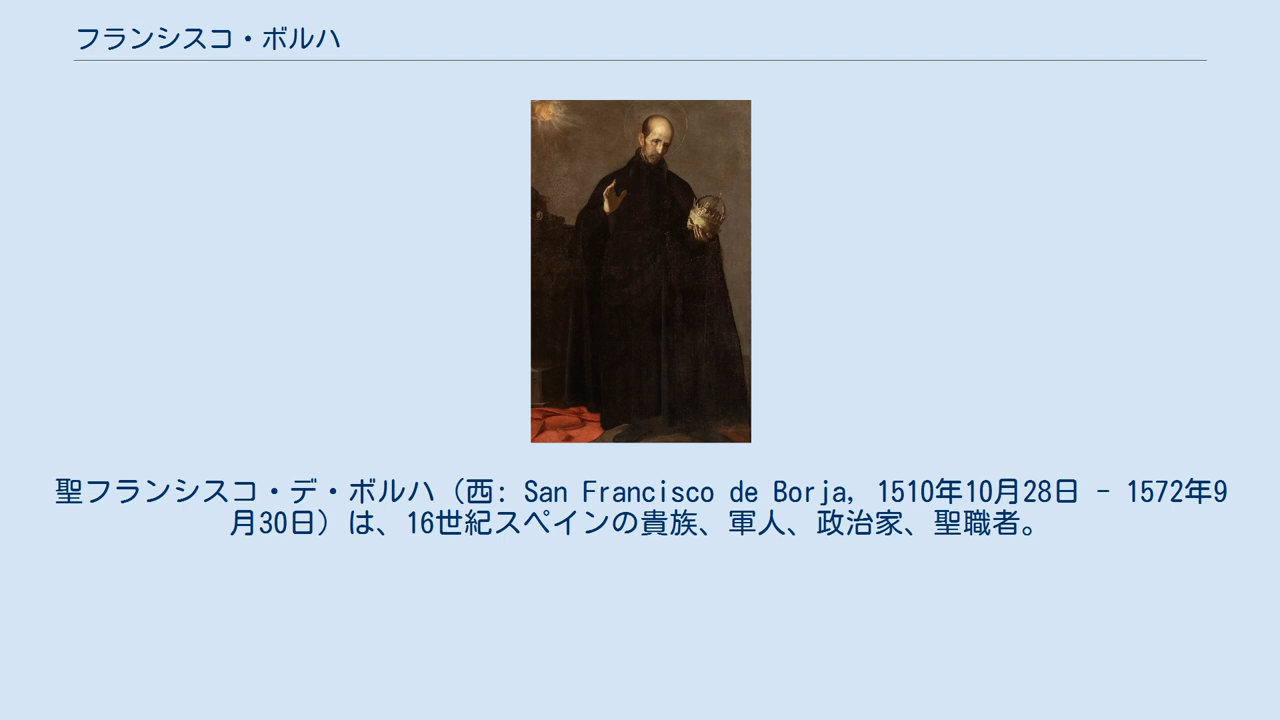 フランシスコ・ボルハ
聖フランシスコ・デ・ボルハ（西: San Francisco de Borja, 1510年10月28日 - 1572年9
月30日）は、16世紀スペインの貴族、軍人、政治家、聖職者。